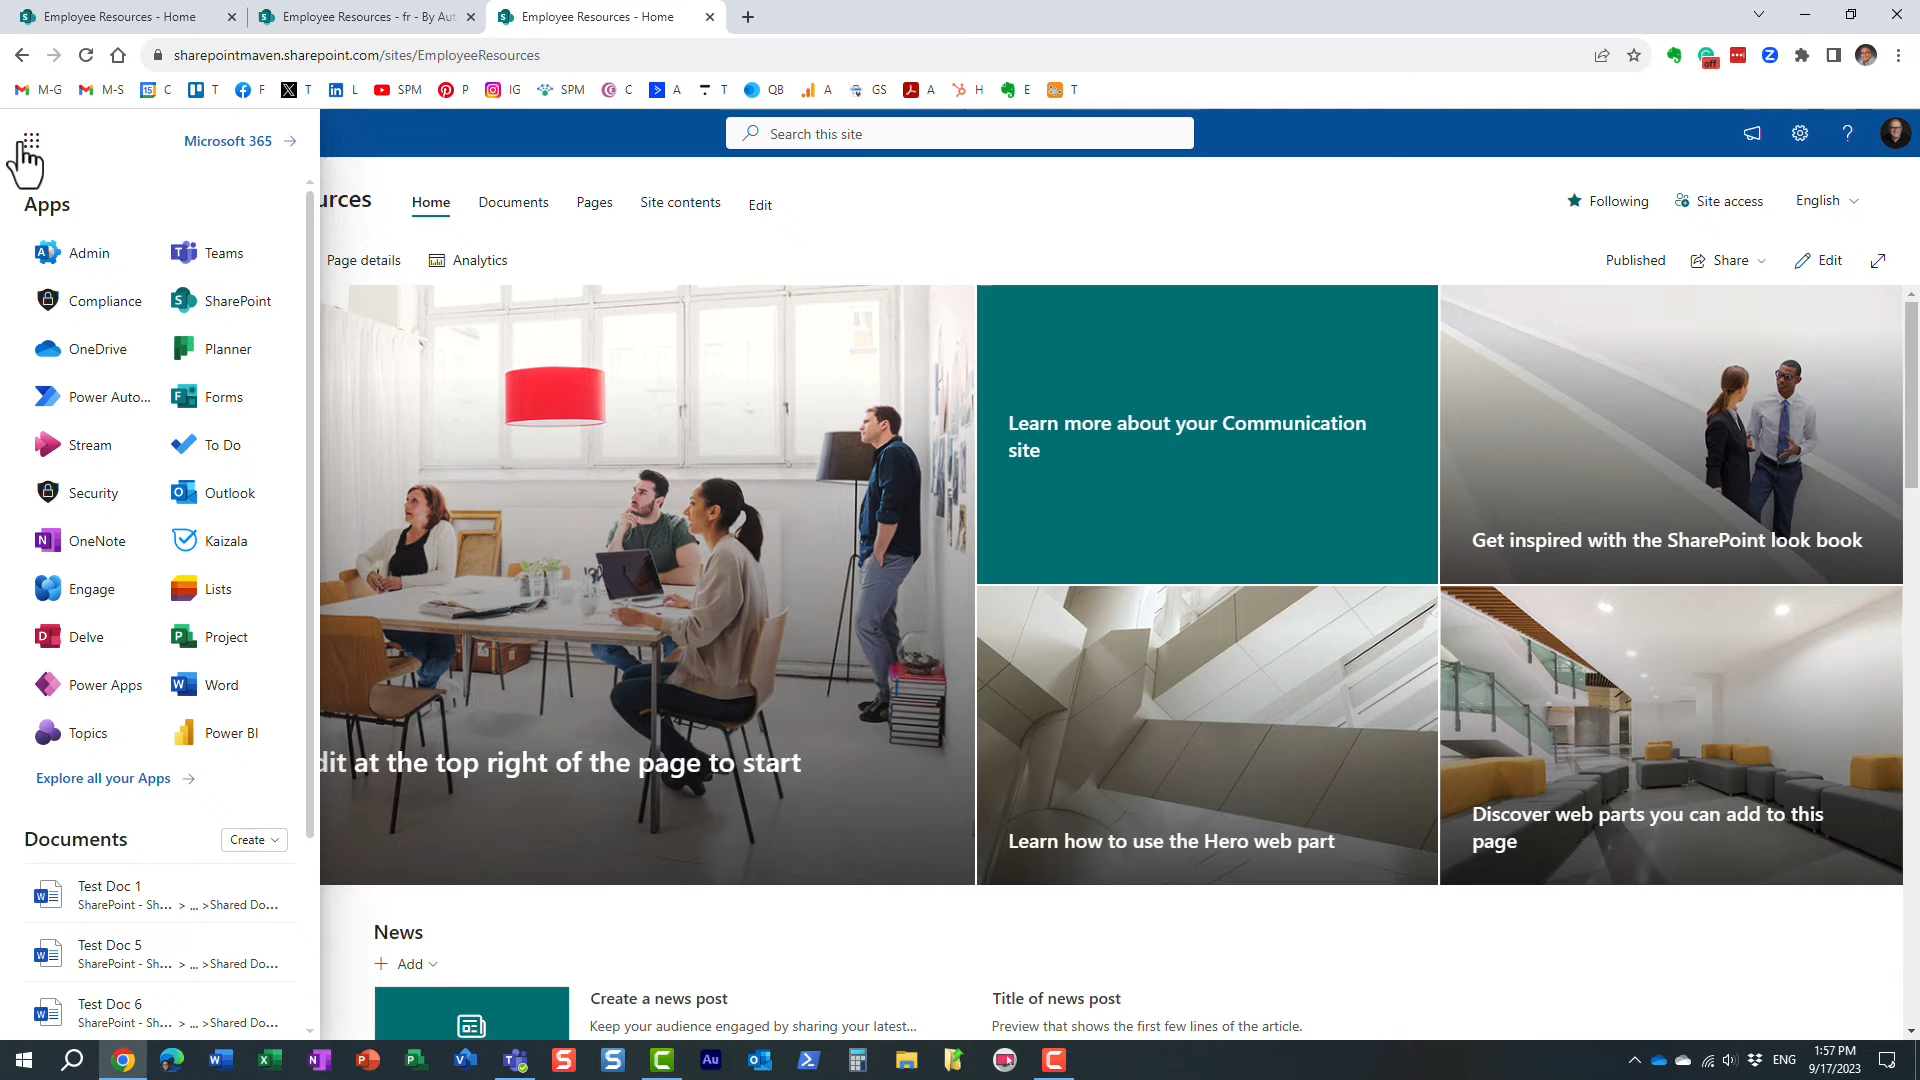 Employee Resources - Home
Employee Resources - fr - By Aut
Employee Resources - Home
sharepointmaven.sharepoint.com/sites/EmployeeResources
off
M-G
M-S
15
C
T
F
T
L
SPM
P
IG
SPM
C
A
T
QB
A
GS
A
H
E
T
Microsoft 365
Search this site
Apps
Admin
Teams
Compliance
SharePoint
OneDrive
Planner
Power Auto...
Forms
Stream
To Do
Security
Outlook
OneNote
Kaizala
Engage
Lists
Delve
Project
Power Apps
Word
Topics
Power BI
Explore all your Apps
Documents
Create
Test Doc 1
SharePoint - Sh... > ... >Shared Do...
Test Doc 5
SharePoint - Sh... > ... >Shared Do...
Test Doc 6
SharePoint - Sh... > ... >Shared Do...
urces
Home
Documents
Pages
Site contents
Edit
Following
Site access
English
Page details
Analytics
Published
Share
Edit
dit at the top right of the page to start
Learn more about your Communication
site
Get inspired with the SharePoint look book
Learn how to use the Hero web part
Discover web parts you can add to this
page
News
Add
Create a news post
Keep your audience engaged by sharing your latest...
Title of news post
Preview that shows the first few lines of the article.
Au
ENG
1:57 PM
9/17/2023